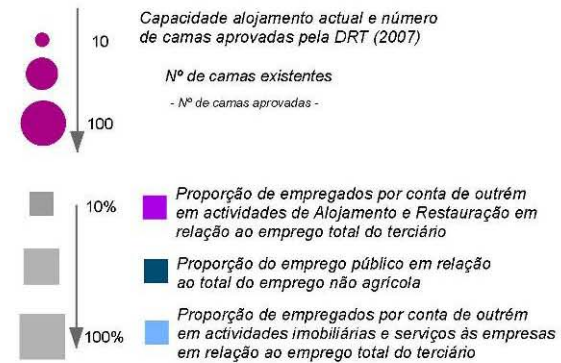 Capacidade alojamento actual e número
de camas aprovadas pela DRT (2007)
10
Nº de camas existentes
- Nº de camas aprovadas -
100
10%
Proporção de empregados por conta de outrém
em actividades de Alojamento e Restauração em
relação ao emprego total do terciário
Proporção do emprego público em relação
ao total do emprego não agrícola
100%
Proporção de empregados por conta de outrém
em actividades imobiliárias e serviços às empresas
em relação ao emprego total do terciário